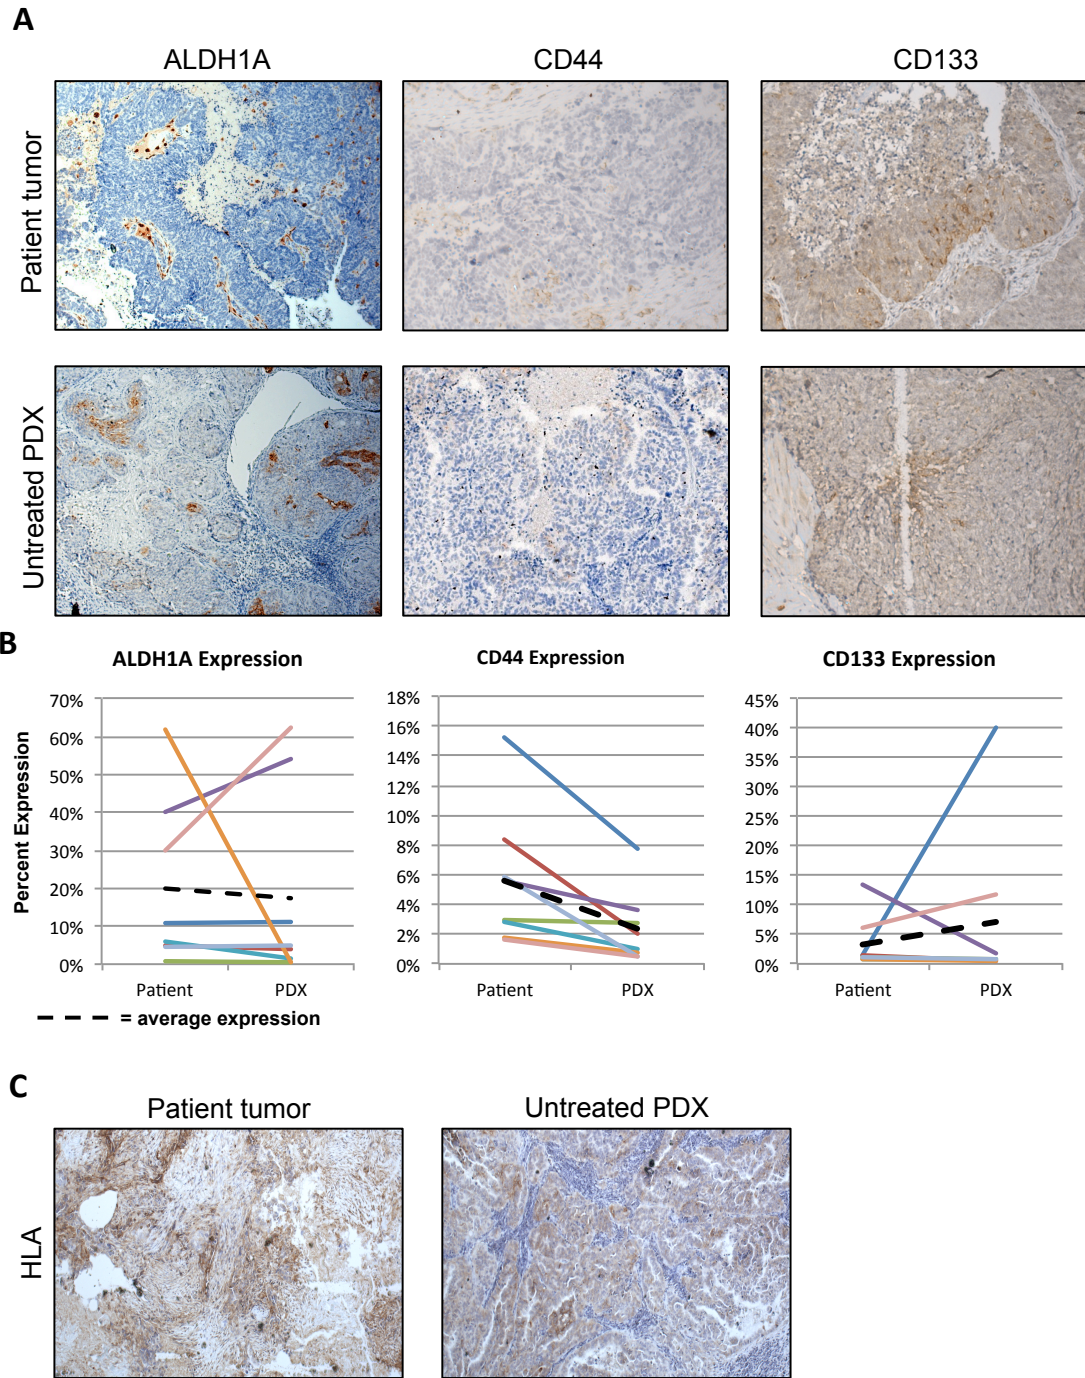 A
ALDH1A
CD44
CD133
Patient tumor
Untreated PDX
B
ALDH1A Expression
CD44 Expression
CD133 Expression
Percent Expression
70%
60%
50%
40%
30%
20%
10%
0%
Patient
PDX
18%
16%
14%
12%
10%
8%
6%
4%
2%
0%
Patient
PDX
45%
40%
35%
30%
25%
20%
15%
10%
5%
0%
Patient
PDX
= average expression
C
Patient tumor
Untreated PDX
HLA